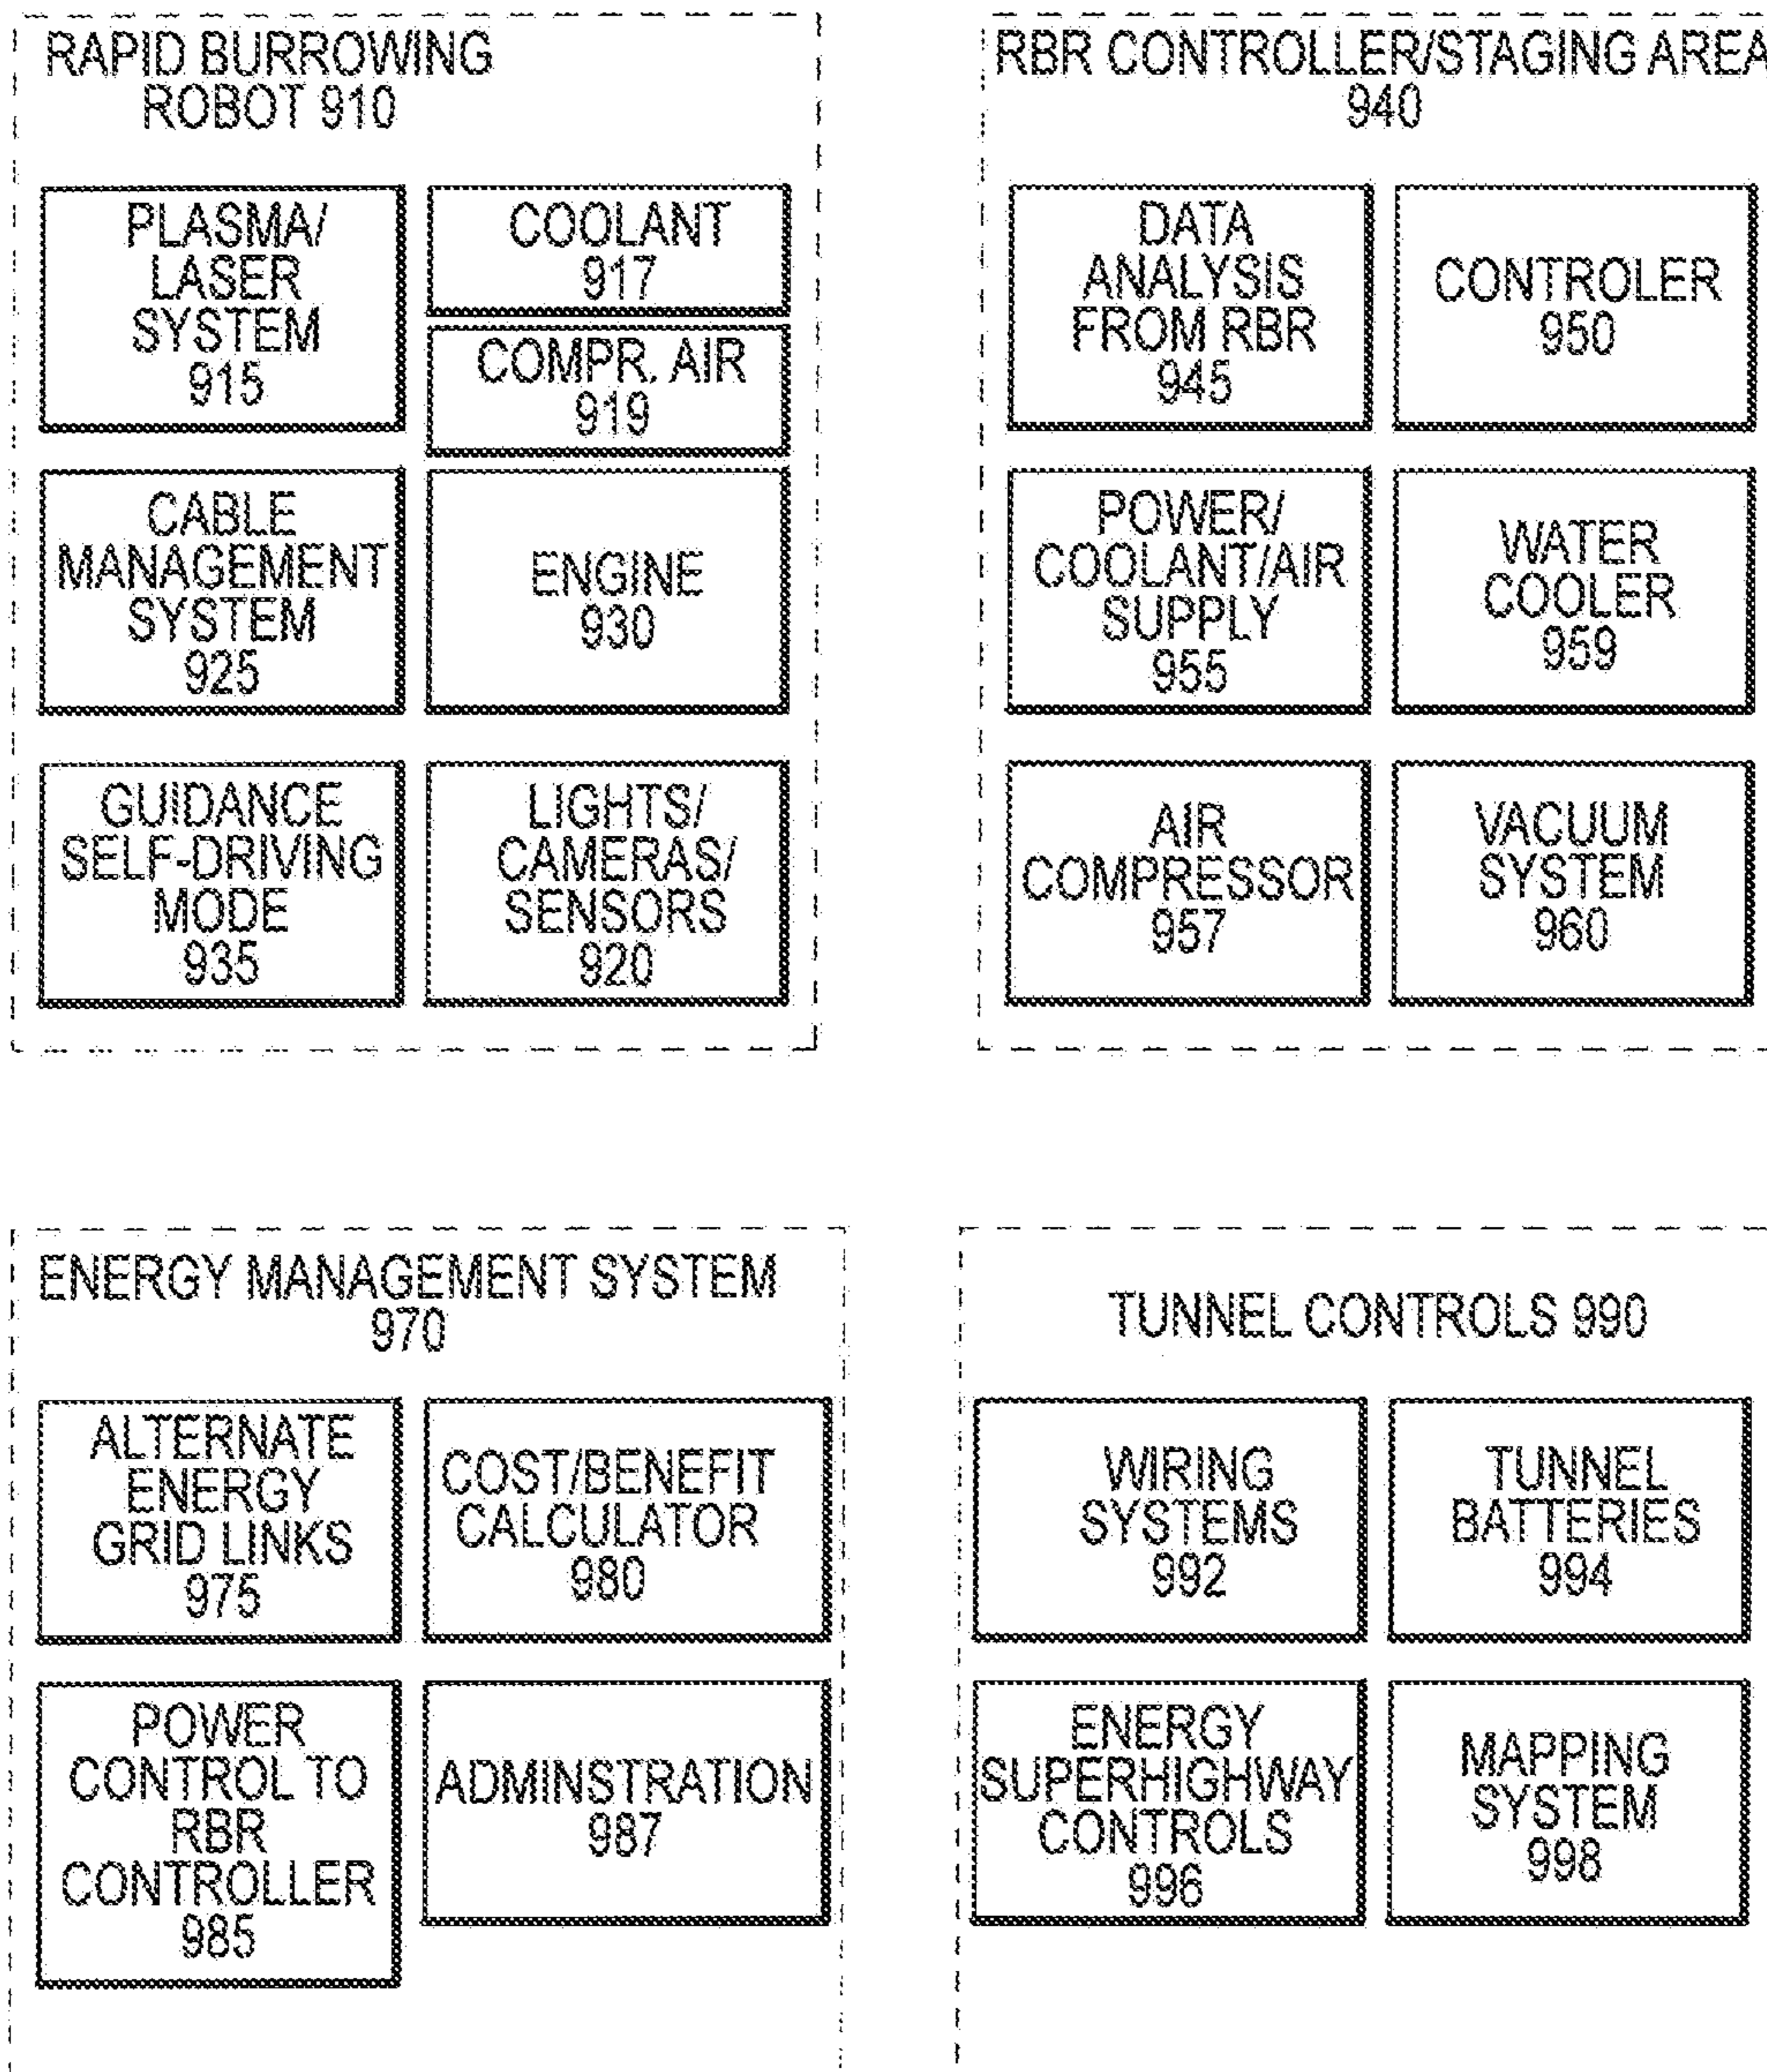 RAPID BURROWING
ROBOT 910
PLASMA/
LASER
SYSTEM
915
COOLANT
917
COMPR. AIR
919
CABLE
MANAGEMENT
SYSTEM
925
ENGINE
930
GUIDANCE
SELF-DRIVING
MODE
935
LIGHTS/
CAMERAS/
SENSORS
920
RBR CONTROLLER/STAGING AREA
940
DATA
ANALYSIS
FROM RBR
945
CONTROLER
950
POWER/
COOLANT/AIR
SUPPLY
955
WATER
COOLER
959
AIR
COMPRESSOR
957
VACUUM
SYSTEM
960
ENERGY MANAGEMENT SYSTEM
970
ALTERNATE
ENERGY
GRID LINKS
975
COST/BENEFIT
CALCULATOR
980
POWER
CONTROL TO
RBR
CONTROLLER
985
ADMINSTRATION
987
TUNNEL CONTROLS 990
WIRING
SYSTEMS
992
TUNNEL
BATTERIES
994
ENERGY
SUPERHIGHWAY
CONTROLS
996
MAPPING
SYSTEM
998